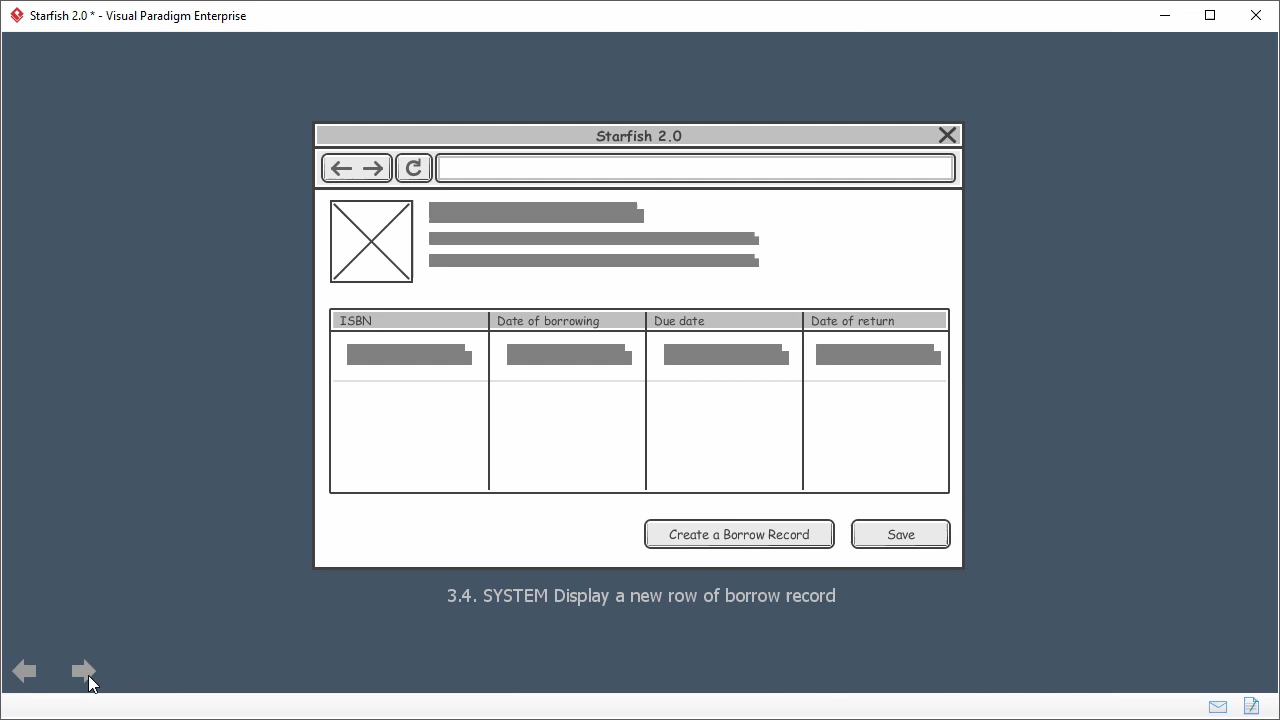 Starfish 2.0 * - Visual Paradigm Enterprise
Starfish 2.0
ISBN Date of borrowing Due date Date of return
Create a Borrow Record Save
3.4. SYSTEM Display a new row of borrow record